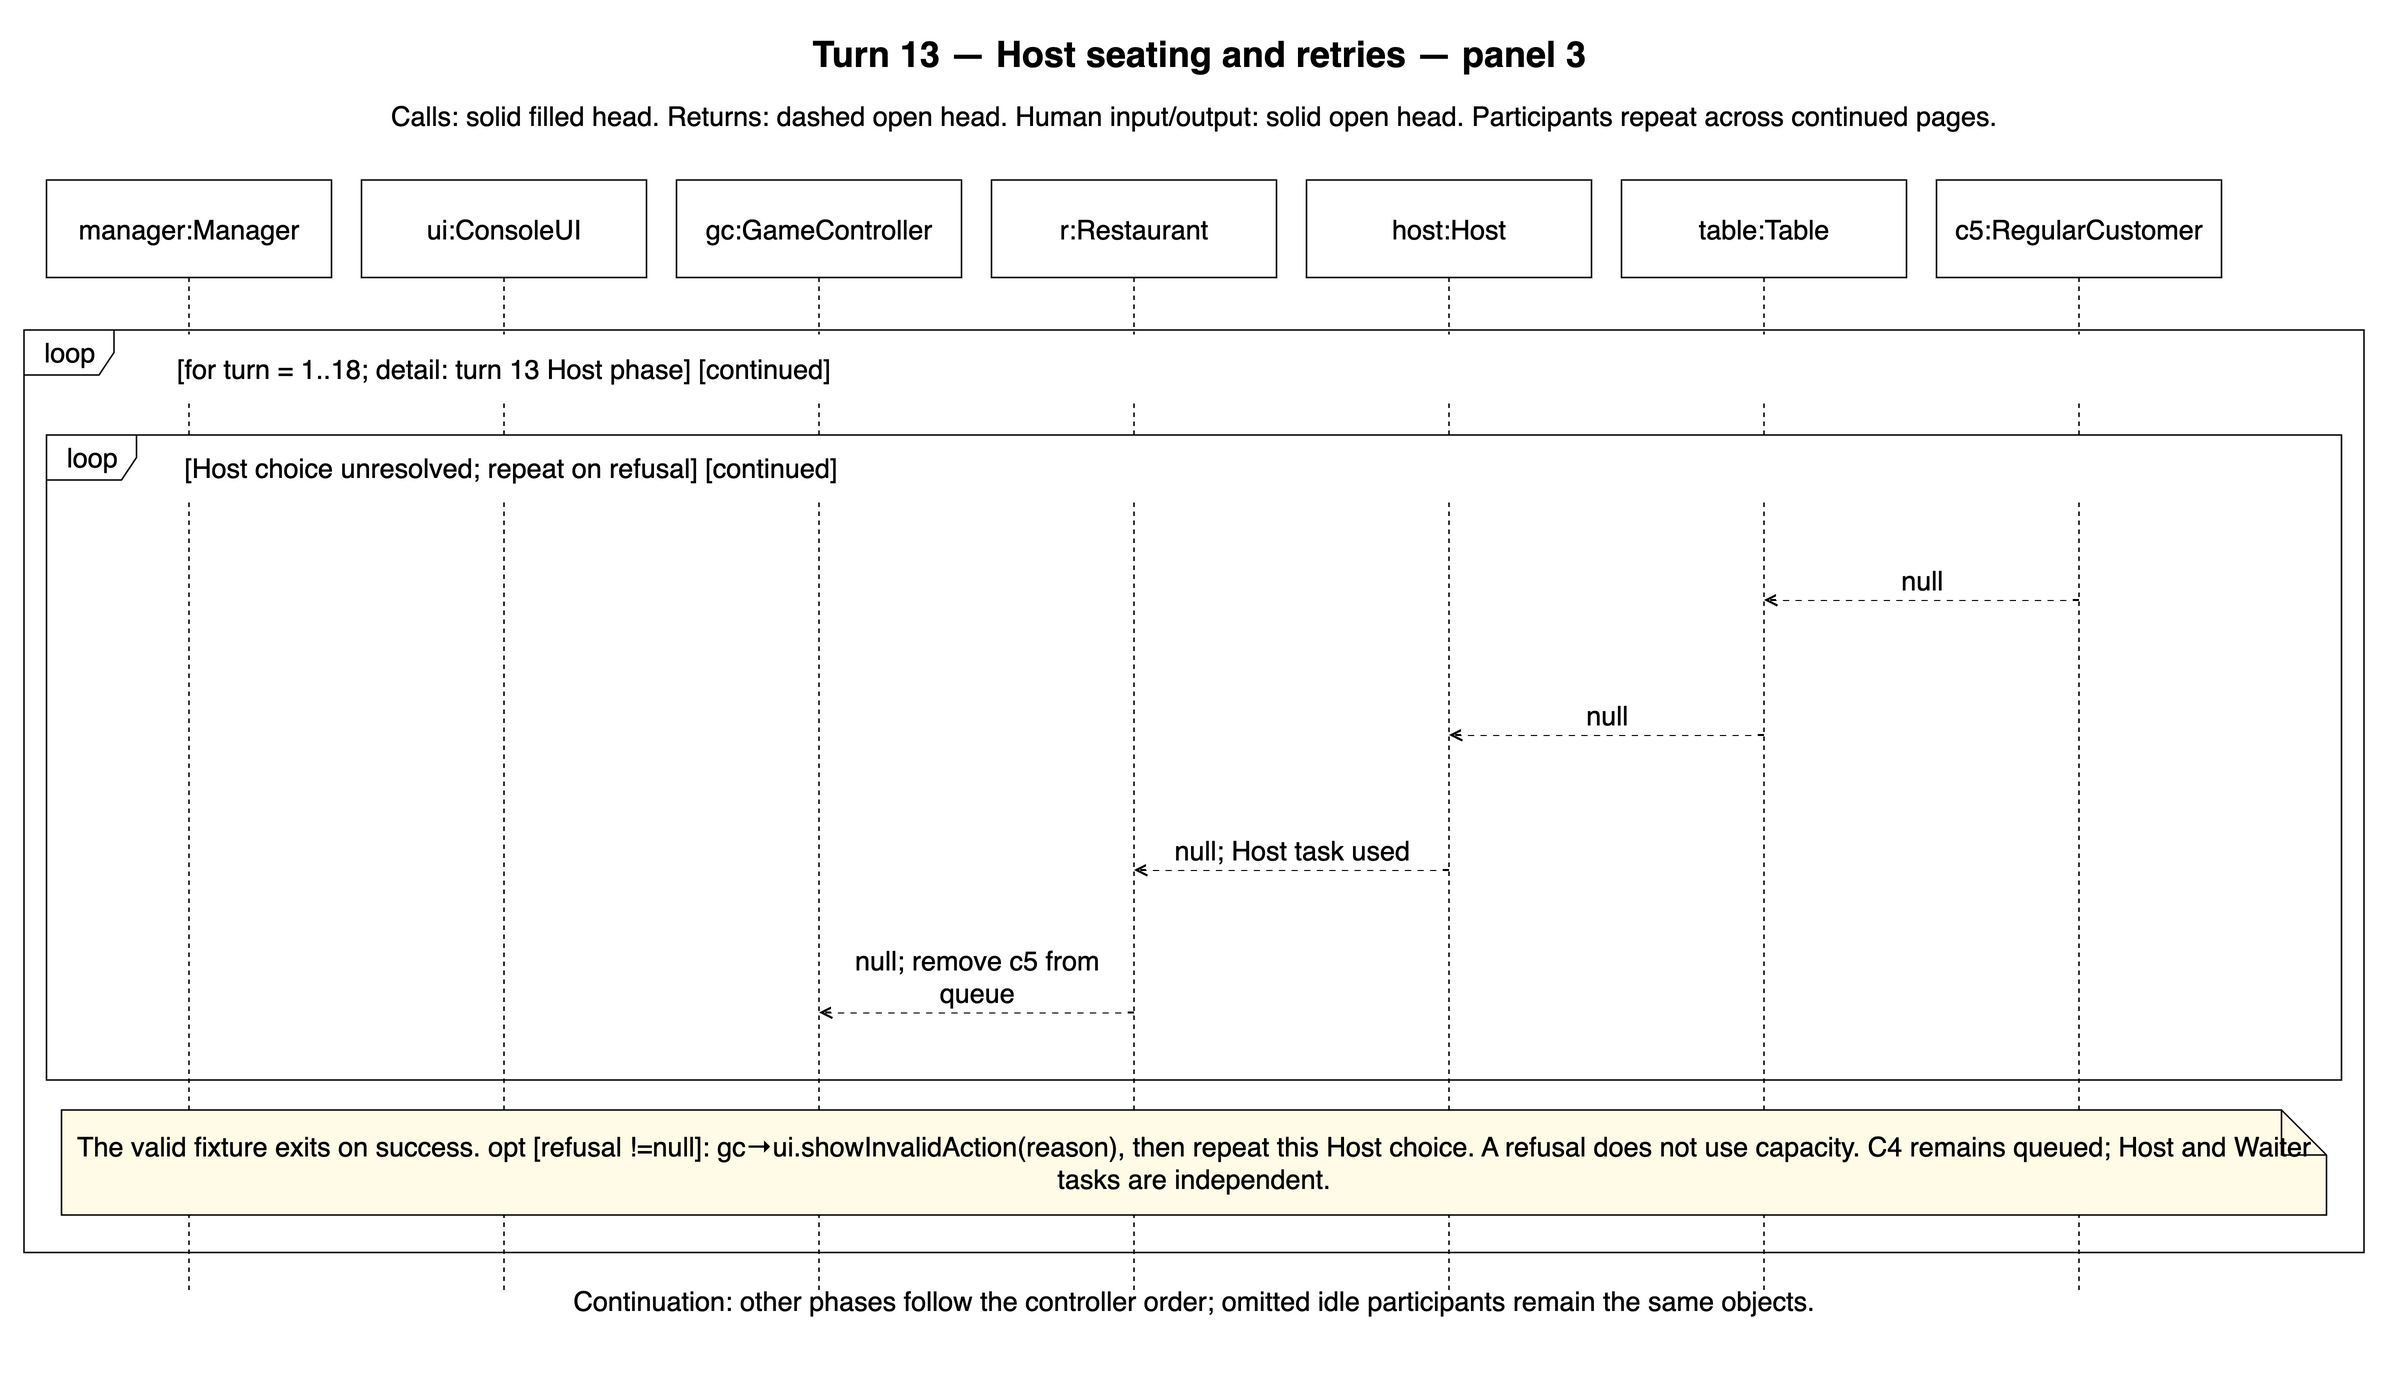 Turn 13 — Host seating and retries — panel 3
Calls: solid filled head. Returns: dashed open head. Human input/output: solid open head. Participants repeat across continued pages.
manager:Manager
ui:ConsoleUI
gc:GameController
r:Restaurant
host:Host
table:Table
c5:RegularCustomer
loop
[for turn = 1..18; detail: turn 13 Host phase] [continued]
loop
[Host choice unresolved; repeat on refusal] [continued]
null
null
null; Host task used
null; remove c5 from
queue
The valid fixture exits on success. opt [refusal !=null]: gc→ui.showInvalidAction(reason), then repeat this Host choice. A refusal does not use capacity. C4 remains queued; Host and Waiter
tasks are independent.
Continuation: other phases follow the controller order; omitted idle participants remain the same objects.